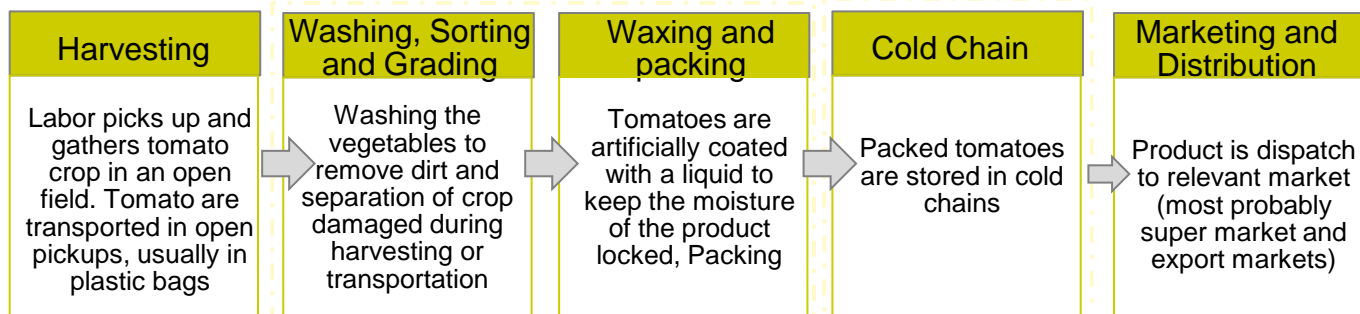 Harvesting
Labor picks up and
gathers tomato
crop in an open
field. Tomato are
transported in open
pickups, usually in
plastic bags
Washing, Sorting
and Grading
Washing the
vegetables to
remove dirt and
separation of crop
damaged during
harvesting or
transportation
Waxing and
packing
Tomatoes are
artificially coated
with a liquid to
keep the moisture
of the product
locked, Packing
Cold Chain
Packed tomatoes
are stored in cold
chains
Marketing and
Distribution
Product is dispatch
to relevant market
(most probably
super market and
export markets)